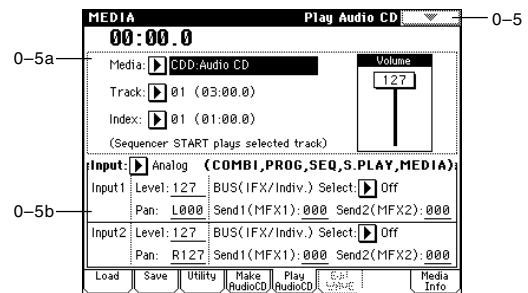 MEDIA Play Audio CD 0–5
00:00.0
0–5a
Media: CDD:Audio CD
Volume
127
Track: 01 (03:00.0)
Index: 01 (01:00.0)
(Sequencer START plays selected track)
Input: Analog (COMBI,PROG,SEQ,S.PLAY,MEDIA):
Input1 Level: 127 BUS(IFX/Indiv.) Select: Off
0–5b
Pan: L000 Send1(MFX1): 000 Send2(MFX2): 000
Input2 Level: 127 BUS(IFX/Indiv.) Select: Off
Pan: R127 Send1(MFX1): 000 Send2(MFX2): 000
Load Save Utility Make AudioCD Play AudioCD Edit WAVE Media Info